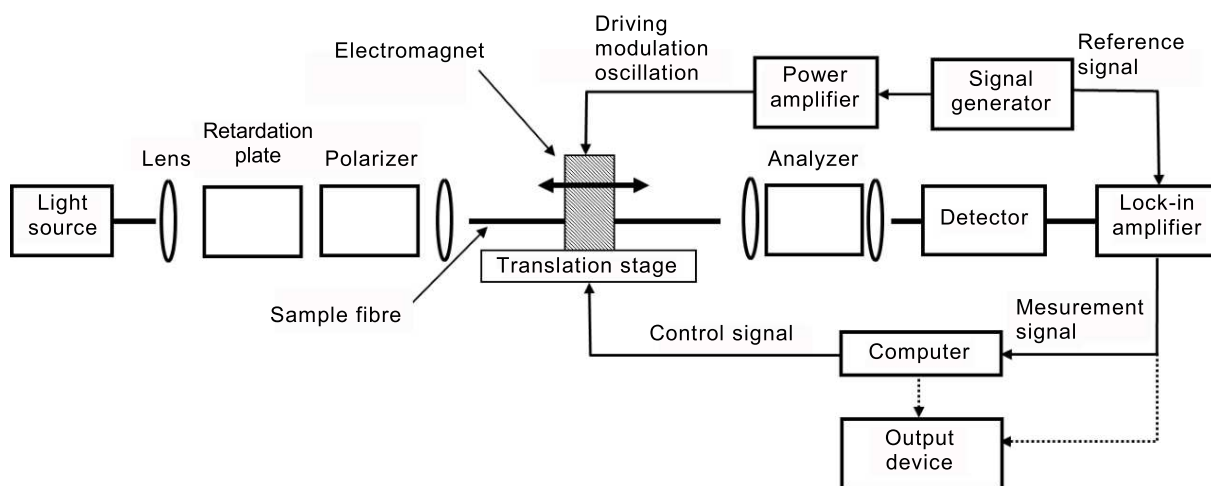 Driving
modulation
oscillation
Electromagnet
Reference
signal
Power
amplifier
Signal
generator
Retardation
plate
Lens
Polarizer
Analyzer
Light
source
Detector
Lock-in
amplifier
Translation stage
Sample fibre
Control signal
Mesurement
signal
Computer
Output
device